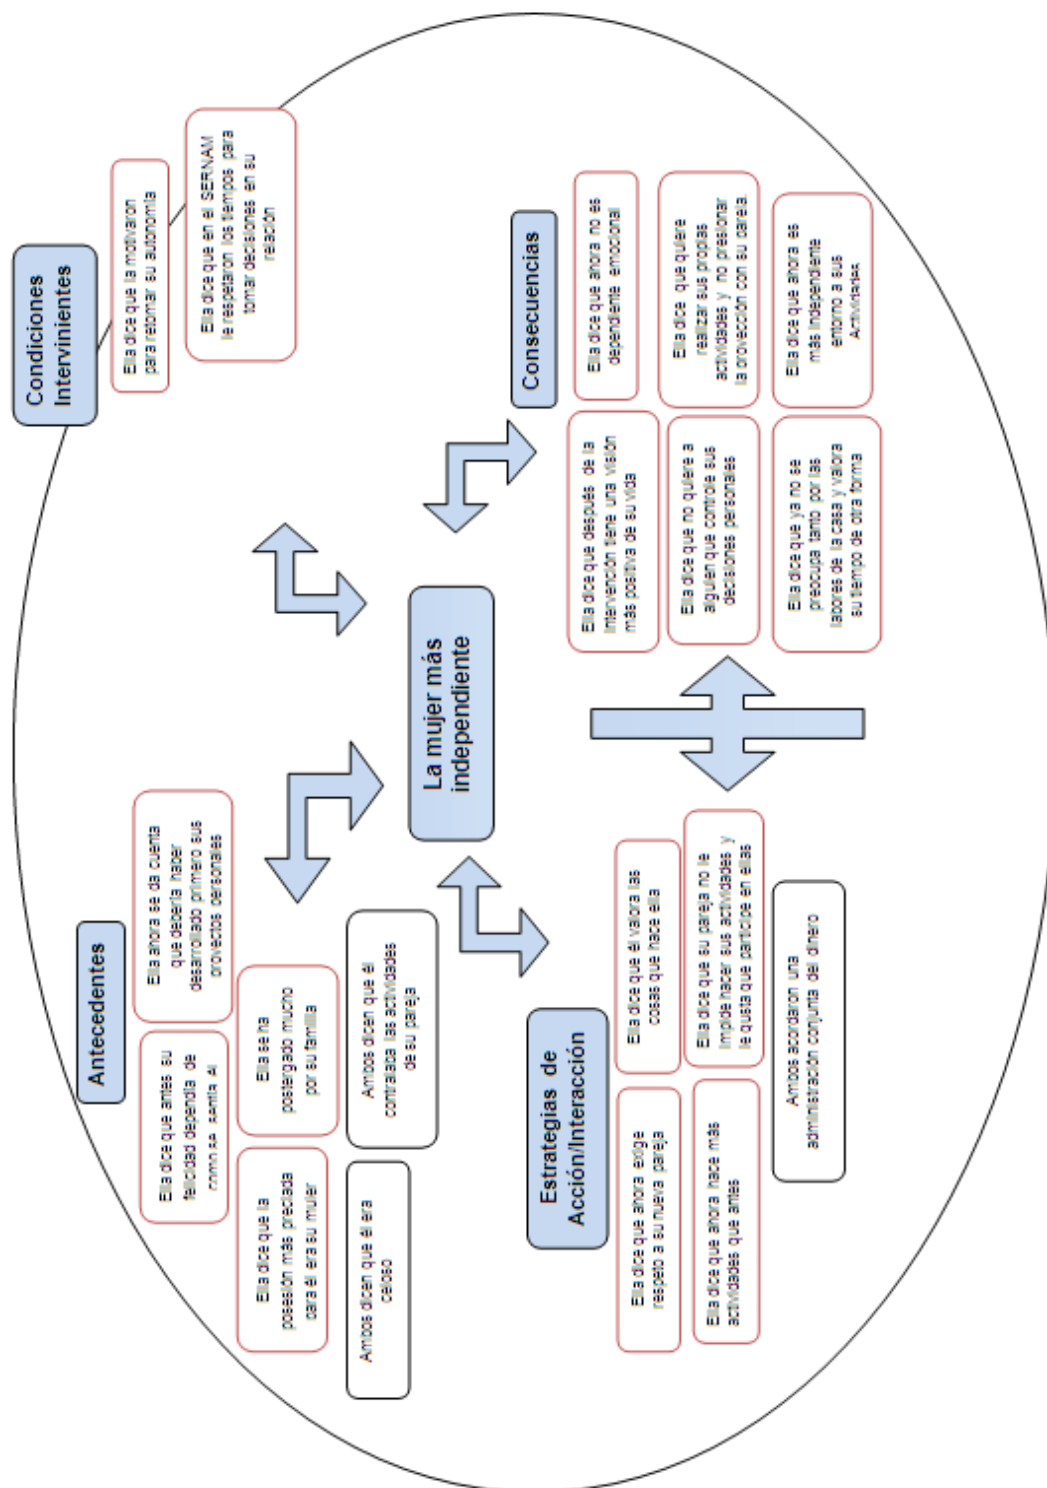 Antecedentes
Ella dice que antes su
felicidad dependía de
como se sentía él
Ella ahora se da cuenta
que debería haber
desarrollado primero sus
proyectos personales
Ella dice que la
posesión más preciada
para él era su mujer
Ella se ha
postergado mucho
por su familia
Ambos dicen que él era
celoso
Ambos dicen que él
contralaba las actividades
de su pareja
Condiciones
Intervinientes
Ella dice que la motivaron
para retomar su autonomía
Ella dice que en el SERNAM
le respetaron los tiempos para
tomar decisiones en su
relación
La mujer más
independiente
Estrategias de
Acción/Interacción
Ella dice que ahora exige
respeto a su nueva pareja
Ella dice que él valora las
cosas que hace ella
Ella dice que ahora hace más
actividades que antes
Ella dice que su pareja no le
impide hacer sus actividades y
le gusta que participe en ellas
Ambos acordaron una
administración conjunta del dinero
Consecuencias
Ella dice que después de la
intervención tiene una visión
más positiva de su vida
Ella dice que ahora no es
dependiente emocional
Ella dice que no quiere a
alguien que controle sus
decisiones personales
Ella dice que quiere
realizar sus propias
actividades y no presionar
la proyección con su pareja.
Ella dice que ya no se
preocupa tanto por las
labores de la casa y valora
su tiempo de otra forma
Ella dice que ahora es
más independiente
entorno a sus
Actividades